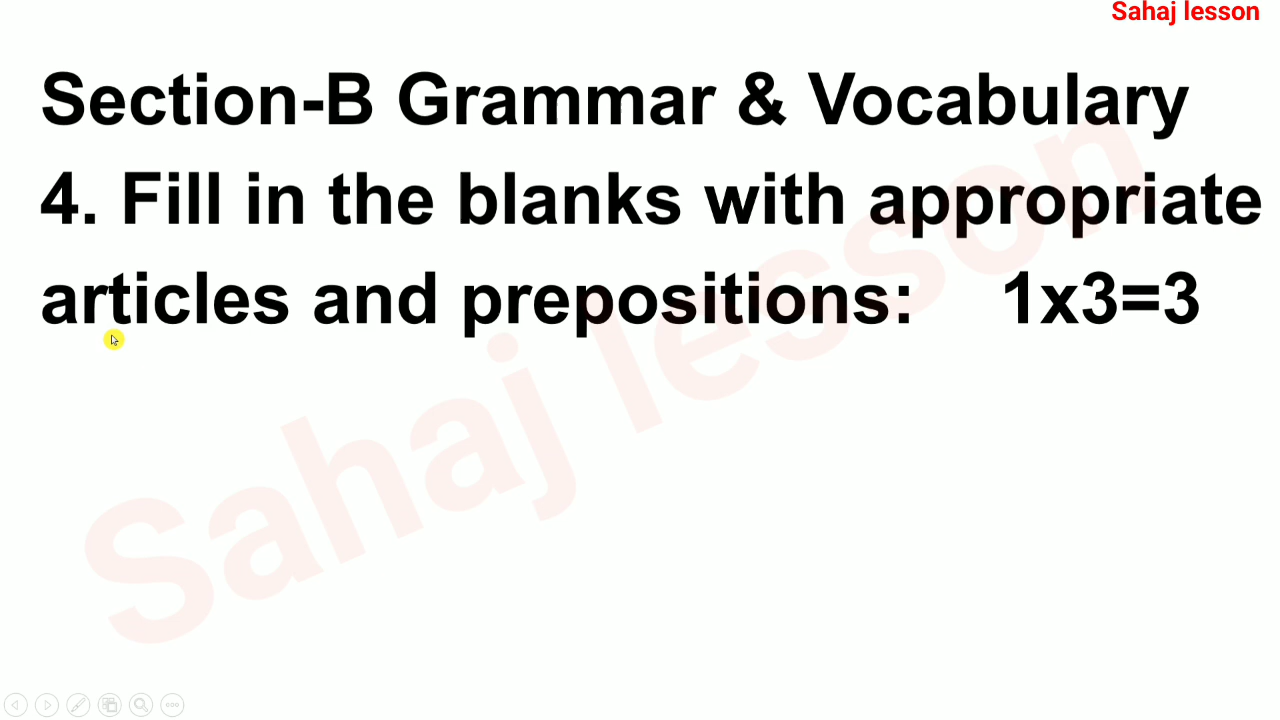 Sahaj lesson
Section-B Grammar & Vocabulary
4. Fill in the blanks with appropriate
articles and prepositions: 1x3=3
Sahaj lesson